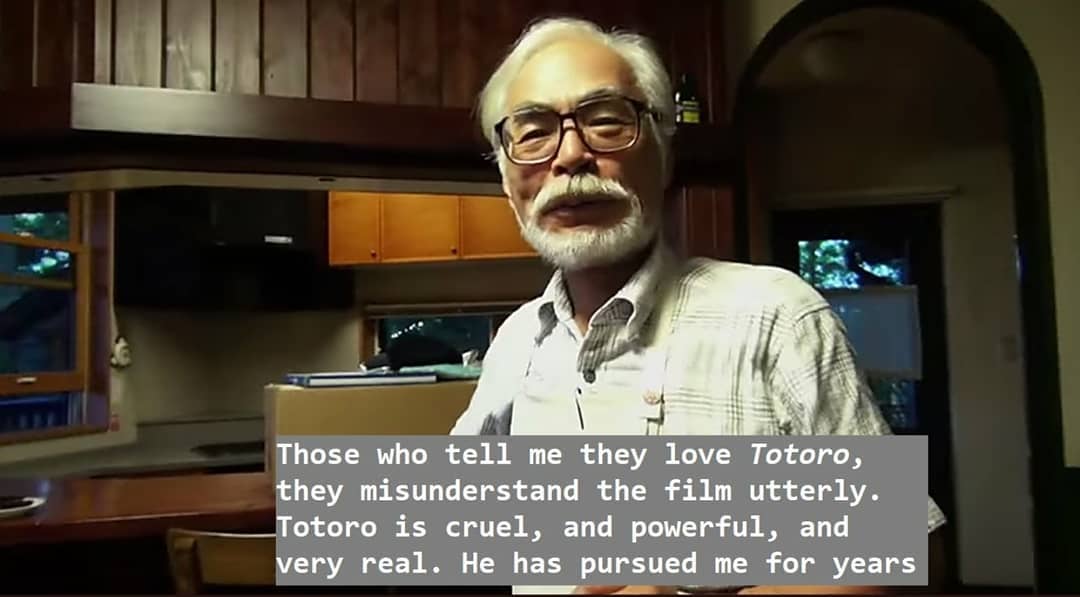 Those who tell me they love Totoro,
they misunderstand the film utterly.
Totoro is cruel, and powerful, and
very real. He has pursued me for years